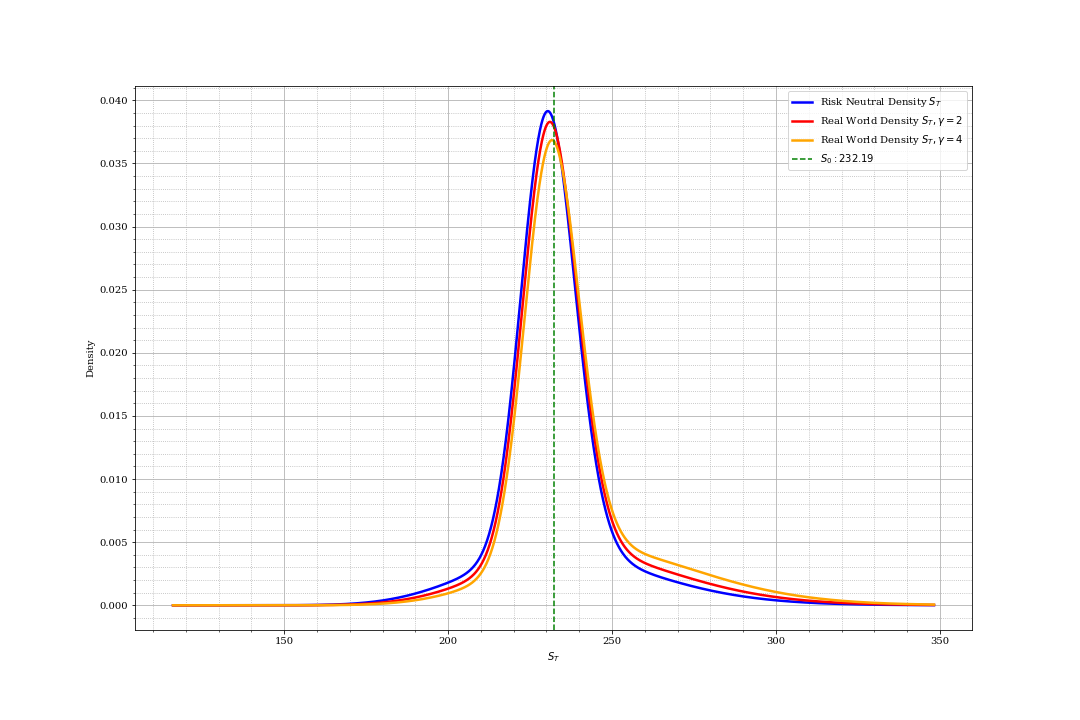 Risk Neutral Density S_T
Real World Density S_T, γ = 2
Real World Density S_T, γ = 4
S_0 : 232.19
0.040
0.035
0.030
0.025
0.020
0.015
0.010
0.005
0.000
Density
150 200 250 300 350
S_T